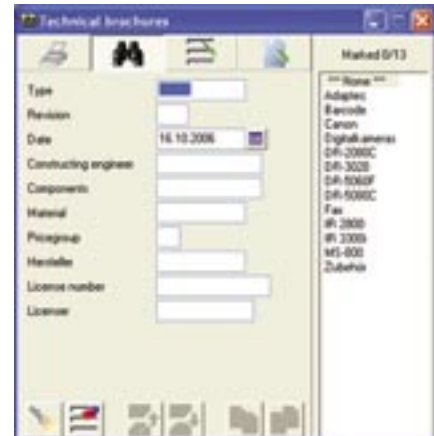 Technical brochures
Marked 0/13
Type
Revision
Date 16.10.2006
Constructing engineer
Components
Material
Pricegroup
Hersteller
License number
Licenser
*** None ***
Adaptec
Barcode
Canon
Digitalkameras
DR-2080C
DR-3020
DR-5060F
DR-5080C
Fax
IR 2800
IR 3300i
MS-800
Zubehör